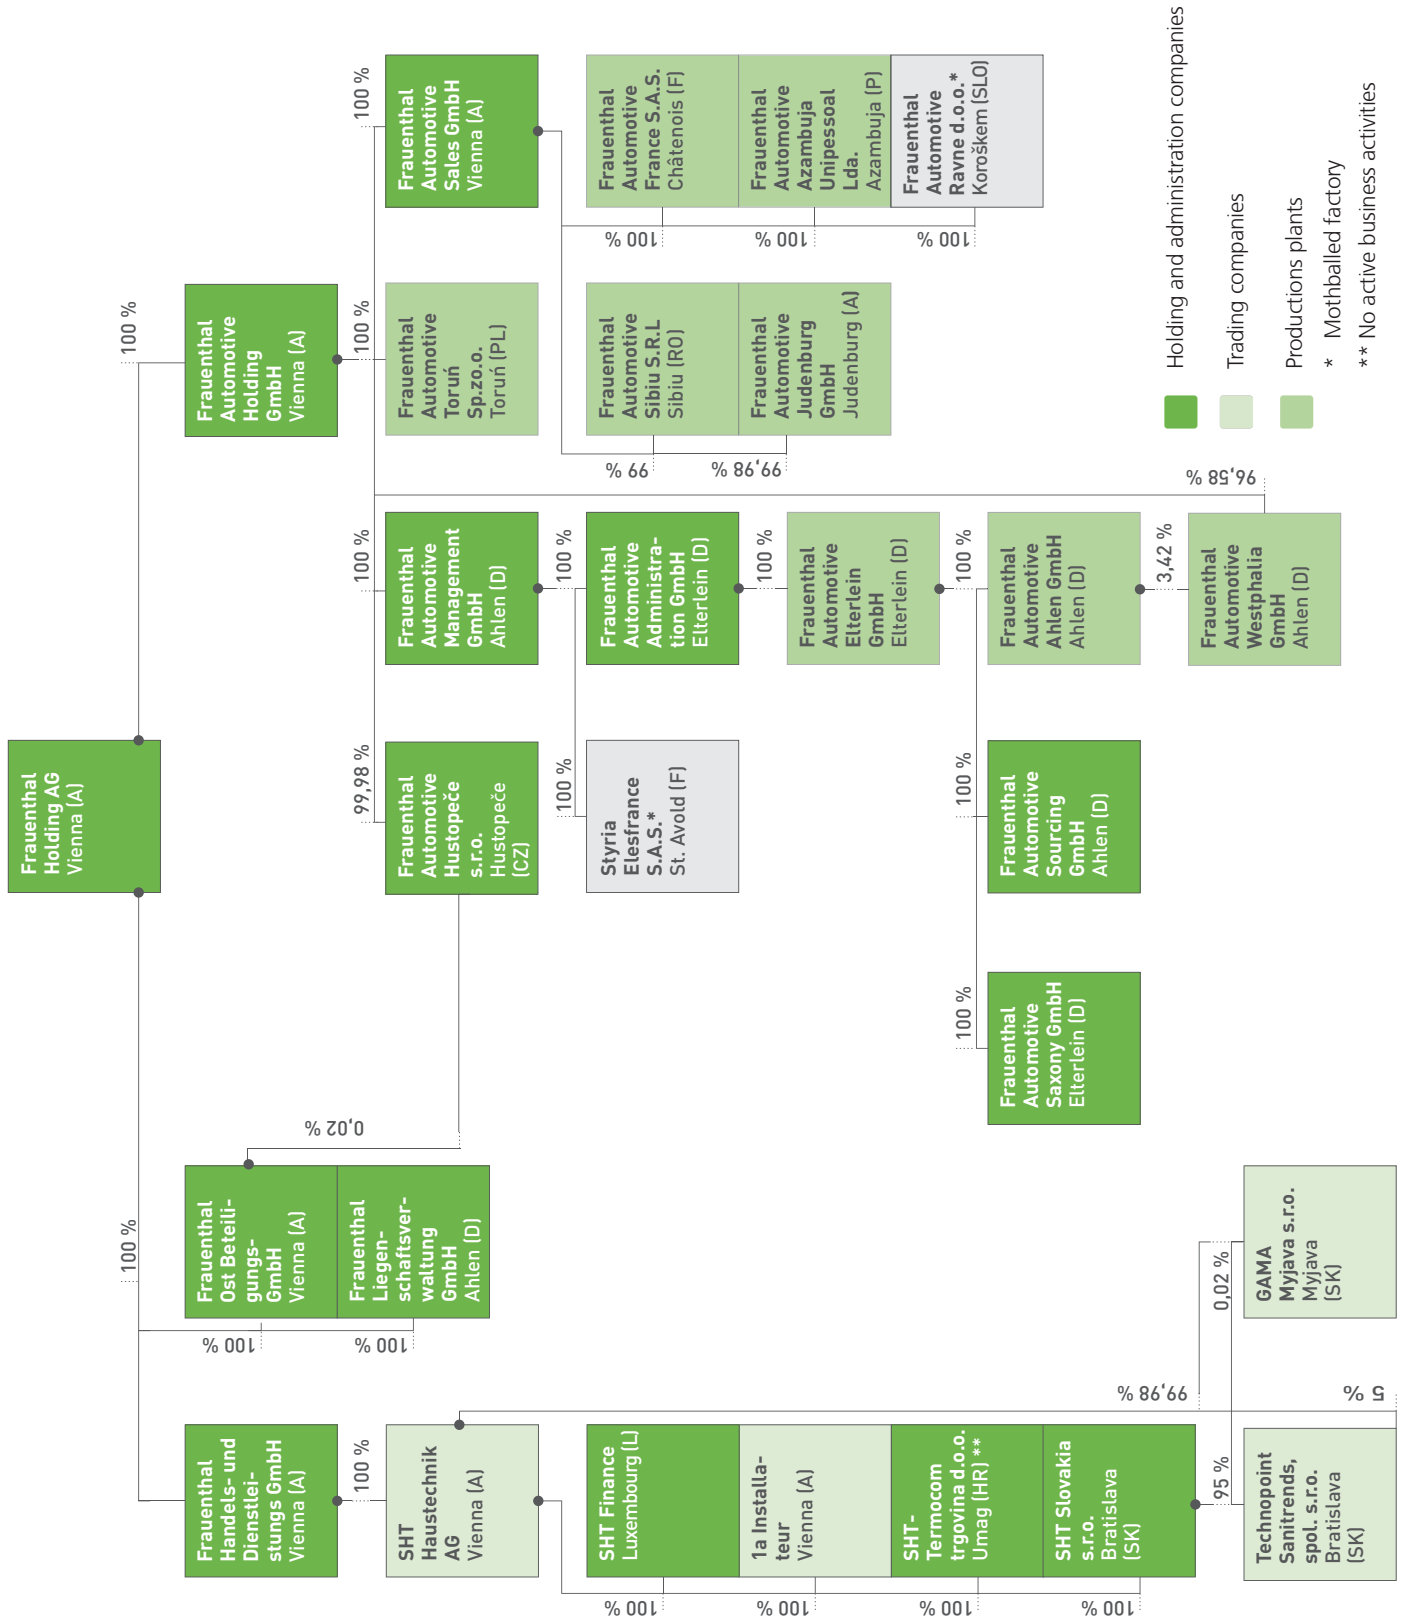 Frauenthal
Holding AG
Vienna (A)
100 %
100 %
Frauenthal
Handels- und
Dienstlei-
stungs GmbH
Vienna (A)
100 %
SHT
Haustechnik
AG
Vienna (A)
100 %
SHT Finance
Luxembourg (L)
100 %
1a Installa-
teur
Vienna (A)
100 %
SHT-
Termocom
trgovina d.o.o.
Umag (HR) **
100 %
SHT Slovakia
s.r.o.
Bratislava
(SK)
95 %
Technopoint
Sanitrends,
spol. s.r.o.
Bratislava
(SK)
5 %
99,98 %
0,02 %
GAMA
Myjava s.r.o.
Myjava
(SK)
100 %
Frauenthal
Ost Beteili-
gungs-
GmbH
Vienna (A)
100 %
Frauenthal
Liegen-
schaftsver-
waltung
GmbH
Ahlen (D)
0,02 %
Frauenthal
Automotive
Holding
GmbH
Vienna (A)
99,98 %
Frauenthal
Automotive
Hustopeče
s.r.o.
Hustopeče
(CZ)
100 %
Frauenthal
Automotive
Management
GmbH
Ahlen (D)
100 %
Frauenthal
Automotive
Toruń
Sp.zo.o.
Toruń (PL)
100 %
Frauenthal
Automotive
Sales GmbH
Vienna (A)
100 %
Styria
Elesfrance
S.A.S.*
St. Avold (F)
100 %
Frauenthal
Automotive
Administra-
tion GmbH
Elterlein (D)
99 %
Frauenthal
Automotive
Sibiu S.R.L
Sibiu (RO)
99,98 %
Frauenthal
Automotive
Judenburg
GmbH
Judenburg (A)
100 %
Frauenthal
Automotive
France S.A.S.
Châtenois (F)
100 %
Frauenthal
Automotive
Azambuja
Unipessoal
Lda.
Azambuja (P)
100 %
Frauenthal
Automotive
Ravne d.o.o.*
Koroškem (SLO)
100 %
Frauenthal
Automotive
Elterlein
GmbH
Elterlein (D)
100 %
Frauenthal
Automotive
Saxony GmbH
Elterlein (D)
100 %
Frauenthal
Automotive
Sourcing
GmbH
Ahlen (D)
100 %
Frauenthal
Automotive
Ahlen GmbH
Ahlen (D)
3,42 %
96,58 %
Frauenthal
Automotive
Westphalia
GmbH
Ahlen (D)
Holding and administration companies
Trading companies
Productions plants
* Mothballed factory
** No active business activities